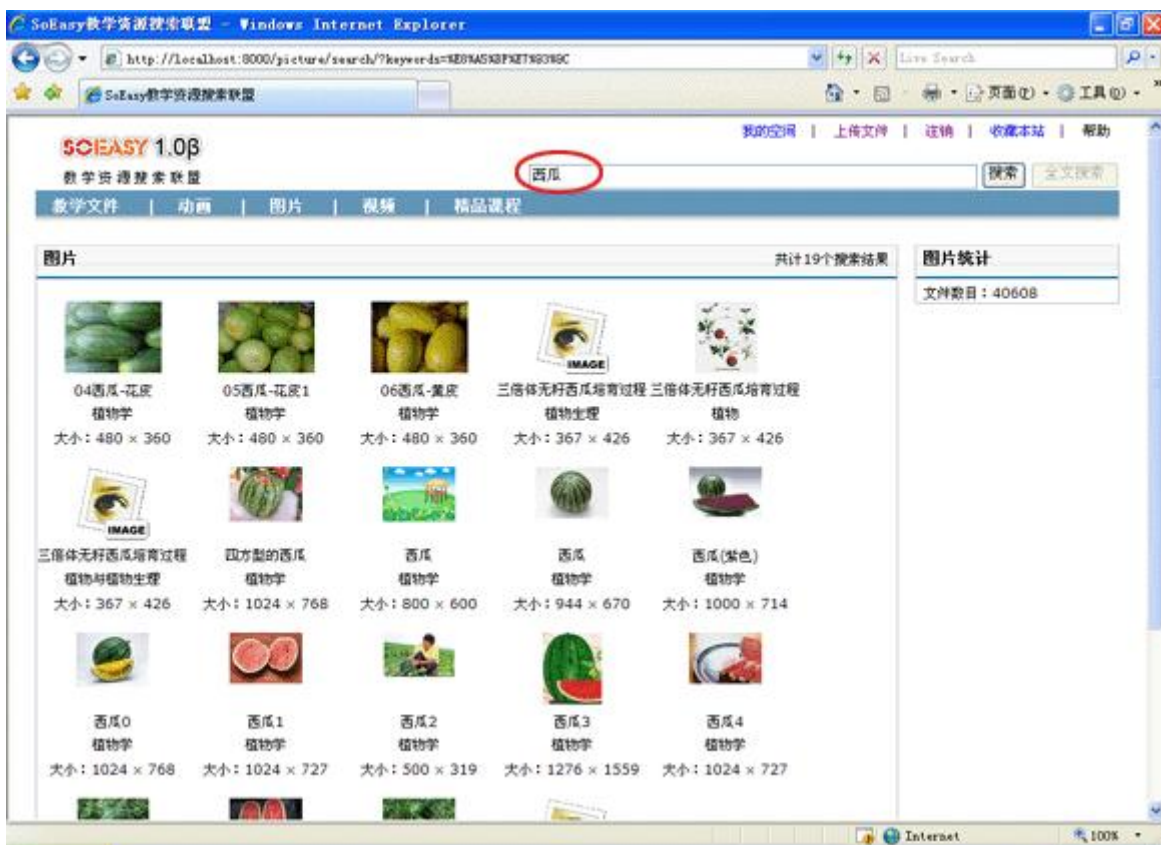 SoEasy教学资源搜索联盟 - Windows Internet Explorer
http://localhost:8000/picture/search/?keywords=%E8%A5%BF%E7%93%9C
Live Search
SoEasy教学资源搜索联盟
页面(P)
工具(O)
我的空间 | 上传文件 | 注销 | 收藏本站 | 帮助
SOEASY 1.0β
教学资源搜索联盟
西瓜
搜索
全文搜索
教学文件 | 动画 | 图片 | 视频 | 精品课程
图片
共计19个搜索结果
图片统计
文件数目：40608
IMAGE
04西瓜-花皮 05西瓜-花皮1 06西瓜-黄皮 三倍体无籽西瓜培育过程 三倍体无籽西瓜培育过程
植物学 植物学 植物学 植物生理 植物
大小：480 × 360 大小：480 × 360 大小：480 × 360 大小：367 × 426 大小：367 × 426
IMAGE
三倍体无籽西瓜培育过程 四方型的西瓜 西瓜 西瓜 西瓜(紫色)
植物与植物生理 植物学 植物学 植物学 植物学
大小：367 × 426 大小：1024 × 768 大小：800 × 600 大小：944 × 670 大小：1000 × 714
西瓜0 西瓜1 西瓜2 西瓜3 西瓜4
植物学 植物学 植物学 植物学 植物学
大小：1024 × 768 大小：1024 × 727 大小：500 × 319 大小：1276 × 1559 大小：1024 × 727
Internet
100%